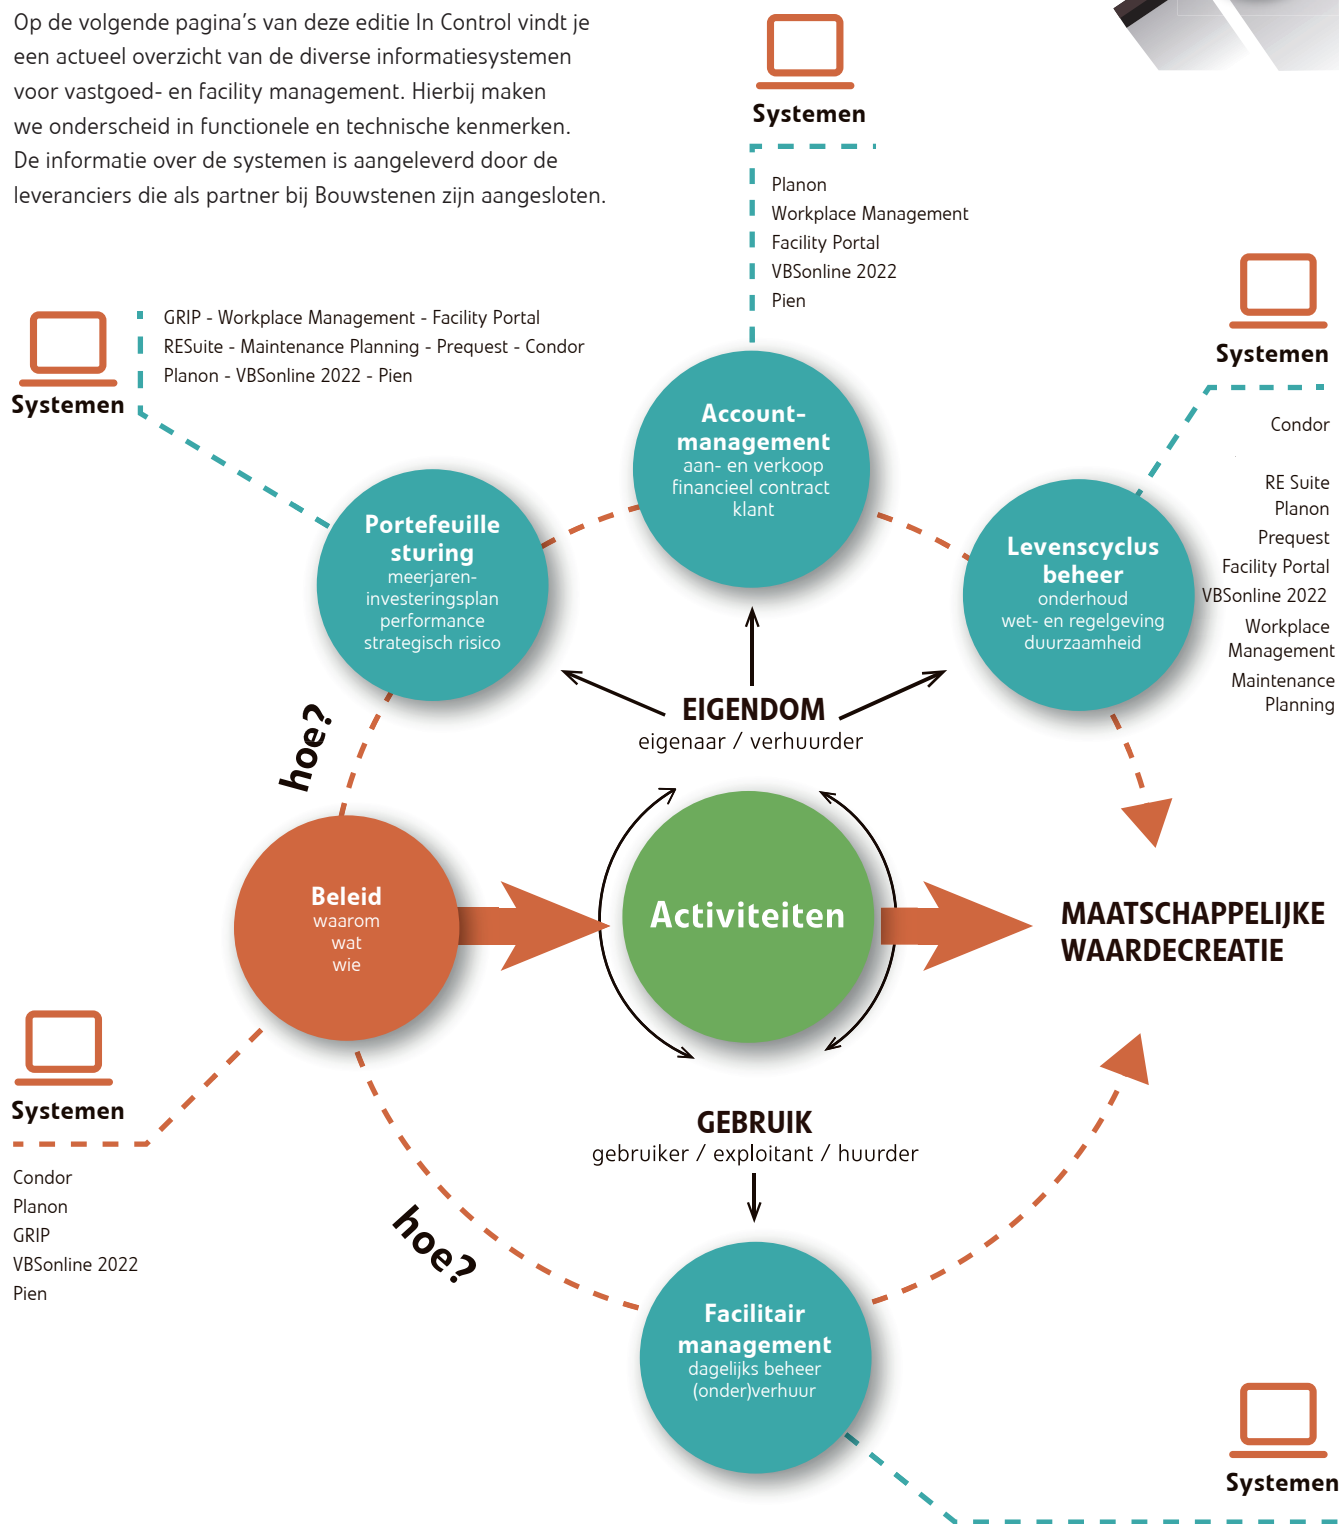 Op de volgende pagina's van deze editie In Control vindt je
een actueel overzicht van de diverse informatiesystemen
voor vastgoed- en facility management. Hierbij maken
we onderscheid in functionele en technische kenmerken.
De informatie over de systemen is aangeleverd door de
leveranciers die als partner bij Bouwstenen zijn aangesloten.
Systemen
Planon
Workplace Management
Facility Portal
VBSonline 2022
Pien
Systemen
GRIP - Workplace Management - Facility Portal
RESuite - Maintenance Planning - Prequest - Condor
Planon - VBSonline 2022 - Pien
Systemen
Condor
RE Suite
Planon
Prequest
Facility Portal
VBSonline 2022
Workplace
Management
Maintenance
Planning
Account-
management
aan- en verkoop
financieel contract
klant
Portefeuille
sturing
meerjaren-
investeringsplan
performance
strategisch risico
Levenscyclus
beheer
onderhoud
wet- en regelgeving
duurzaamheid
EIGENDOM
eigenaar / verhuurder
hoe?
Beleid
waarom
wat
wie
Activiteiten
MAATSCHAPPELIJKE
WAARDECREATIE
Systemen
Condor
Planon
GRIP
VBSonline 2022
Pien
GEBRUIK
gebruiker / exploitant / huurder
hoe?
Facilitair
management
dagelijks beheer
(onder)verhuur
Systemen